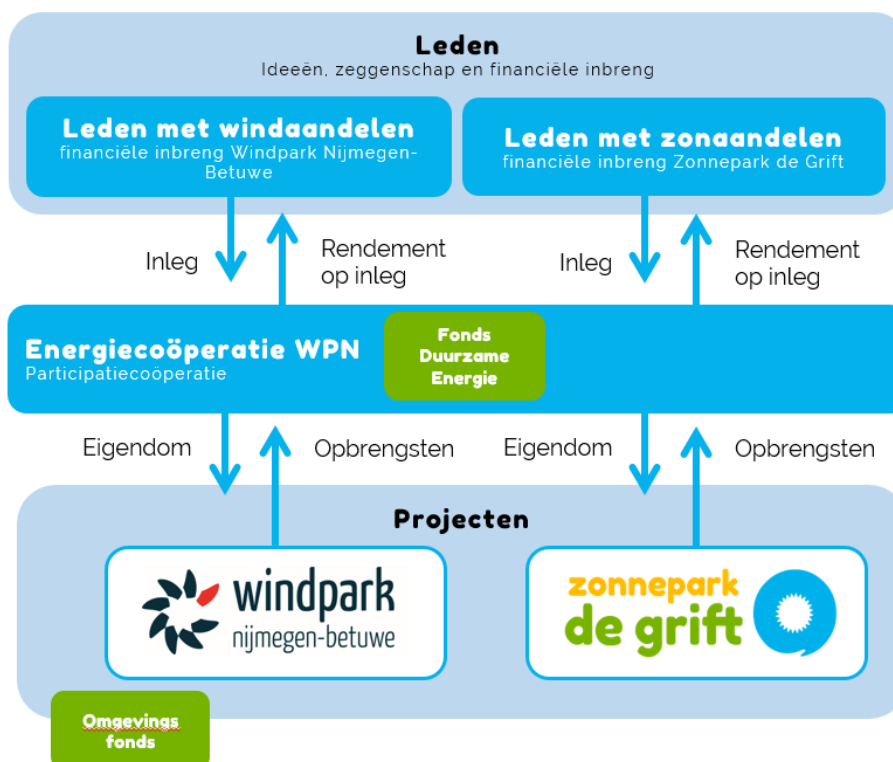 Leden
Ideeën, zeggenschap en financiële inbreng
Leden met windaandelen
financiële inbreng Windpark Nijmegen-
Betuwe
Leden met zonaandelen
financiële inbreng Zonnepark de Grift
Inleg
Rendement
op inleg
Inleg
Rendement
op inleg
Energiecoöperatie WPN
Participatiecoöperatie
Fonds
Duurzame
Energie
Eigendom
Opbrengsten
Eigendom
Opbrengsten
Projecten
windpark
nijmegen-betuwe
zonnepark
de grift
Omgevings
fonds